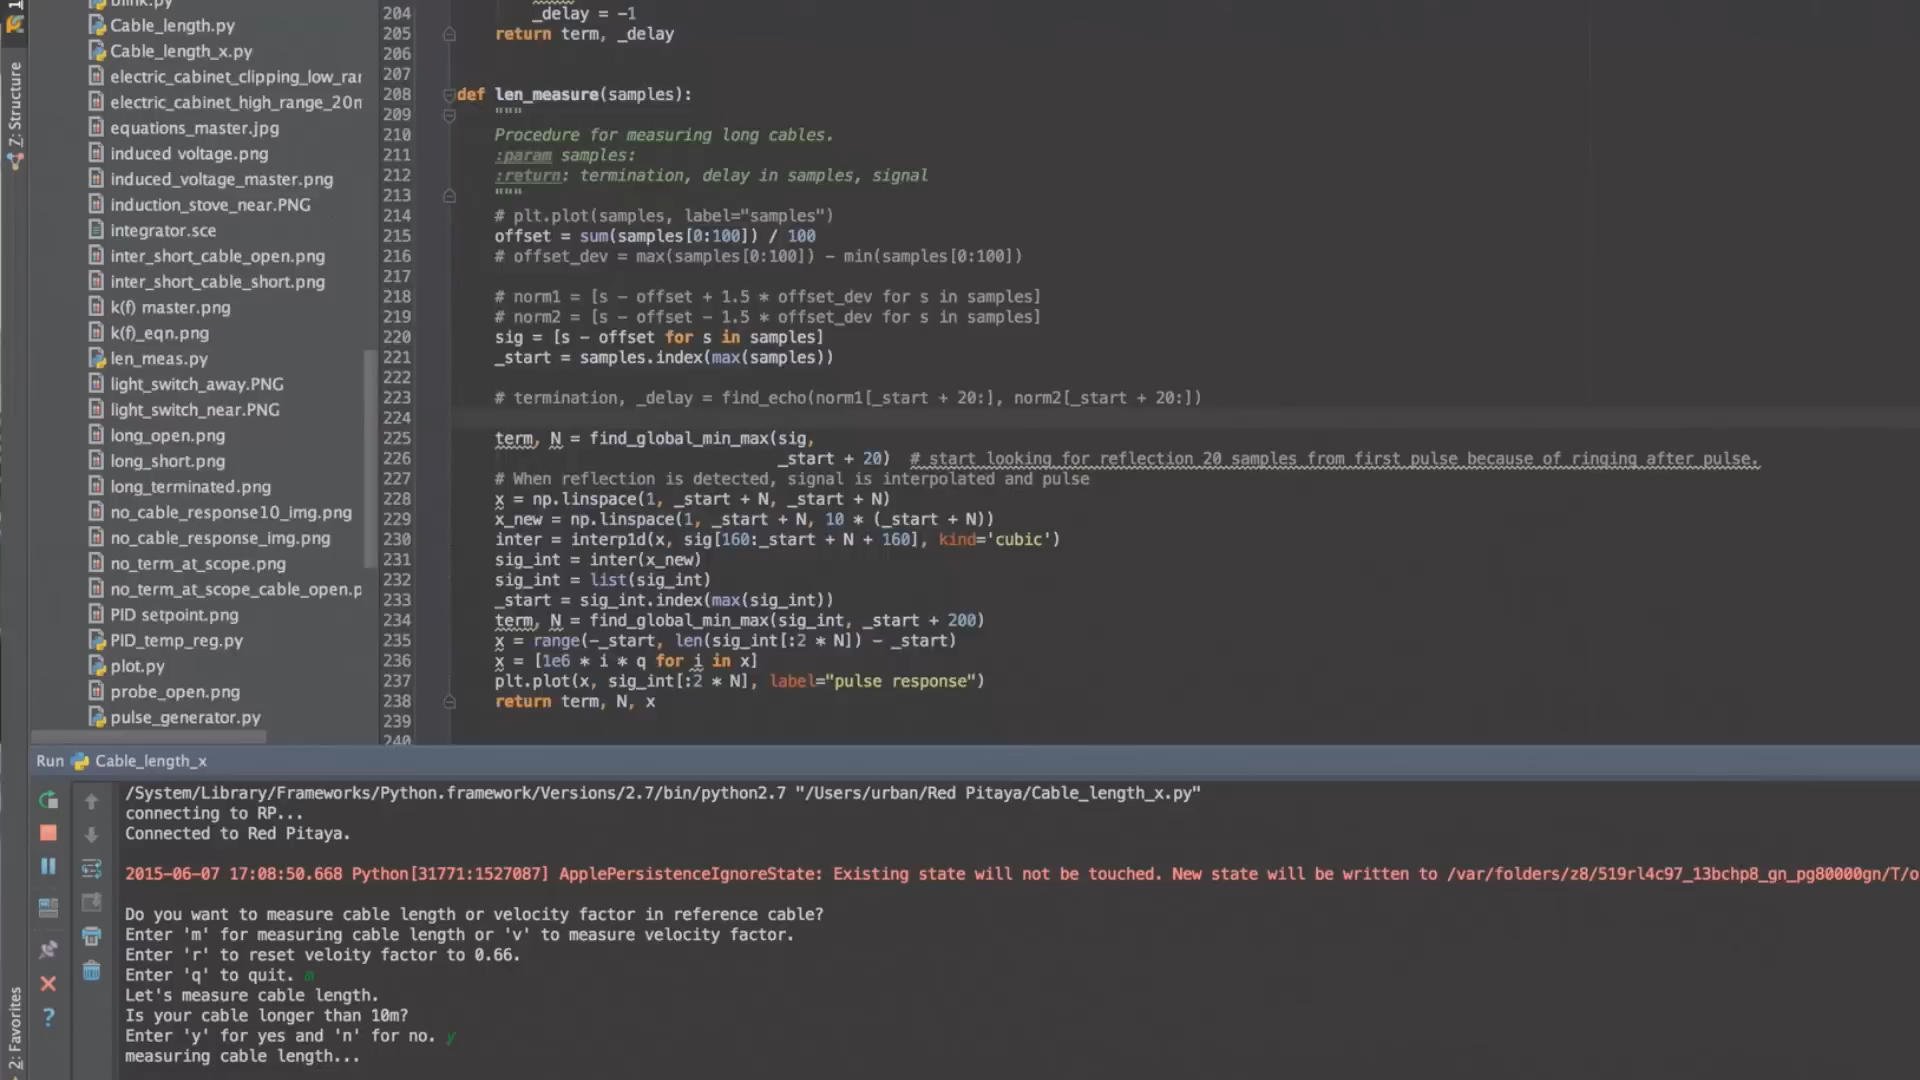 1:
Z: Structure
2: Favorites
blink.py
Cable_length.py
Cable_length_x.py
electric_cabinet_clipping_low_rar
electric_cabinet_high_range_20m
equations_master.jpg
induced voltage.png
induced_voltage_master.png
induction_stove_near.PNG
integrator.sce
inter_short_cable_open.png
inter_short_cable_short.png
k(f) master.png
k(f)_eqn.png
len_meas.py
light_switch_away.PNG
light_switch_near.PNG
long_open.png
long_short.png
long_terminated.png
no_cable_response10_img.png
no_cable_response_img.png
no_term_at_scope.png
no_term_at_scope_cable_open.p
PID setpoint.png
PID_temp_reg.py
plot.py
probe_open.png
pulse_generator.py
204 _delay = -1
205 return term, _delay
206
207
208 def len_measure(samples):
209 """
210 Procedure for measuring long cables.
211 :param samples:
212 :return: termination, delay in samples, signal
213 """
214 # plt.plot(samples, label="samples")
215 offset = sum(samples[0:100]) / 100
216 # offset_dev = max(samples[0:100]) - min(samples[0:100])
217
218 # norm1 = [s - offset + 1.5 * offset_dev for s in samples]
219 # norm2 = [s - offset - 1.5 * offset_dev for s in samples]
220 sig = [s - offset for s in samples]
221 _start = samples.index(max(samples))
222
223 # termination, _delay = find_echo(norm1[_start + 20:], norm2[_start + 20:])
224
225 term, N = find_global_min_max(sig,
226 _start + 20) # start looking for reflection 20 samples from first pulse because of ringing after pulse.
227 # When reflection is detected, signal is interpolated and pulse
228 x = np.linspace(1, _start + N, _start + N)
229 x_new = np.linspace(1, _start + N, 10 * (_start + N))
230 inter = interp1d(x, sig[160:_start + N + 160], kind='cubic')
231 sig_int = inter(x_new)
232 sig_int = list(sig_int)
233 _start = sig_int.index(max(sig_int))
234 term, N = find_global_min_max(sig_int, _start + 200)
235 x = range(-_start, len(sig_int[:2 * N]) - _start)
236 x = [1e6 * i * q for i in x]
237 plt.plot(x, sig_int[:2 * N], label="pulse response")
238 return term, N, x
239
240
Run Cable_length_x
/System/Library/Frameworks/Python.framework/Versions/2.7/bin/python2.7 "/Users/urban/Red Pitaya/Cable_length_x.py"
connecting to RP...
Connected to Red Pitaya.
2015-06-07 17:08:50.668 Python[31771:1527087] ApplePersistenceIgnoreState: Existing state will not be touched. New state will be written to /var/folders/z8/519rl4c97_13bchp8_gn_pg80000gn/T/o
Do you want to measure cable length or velocity factor in reference cable?
Enter 'm' for measuring cable length or 'v' to measure velocity factor.
Enter 'r' to reset veloity factor to 0.66.
Enter 'q' to quit. m
Let's measure cable length.
Is your cable longer than 10m?
Enter 'y' for yes and 'n' for no. y
measuring cable length...